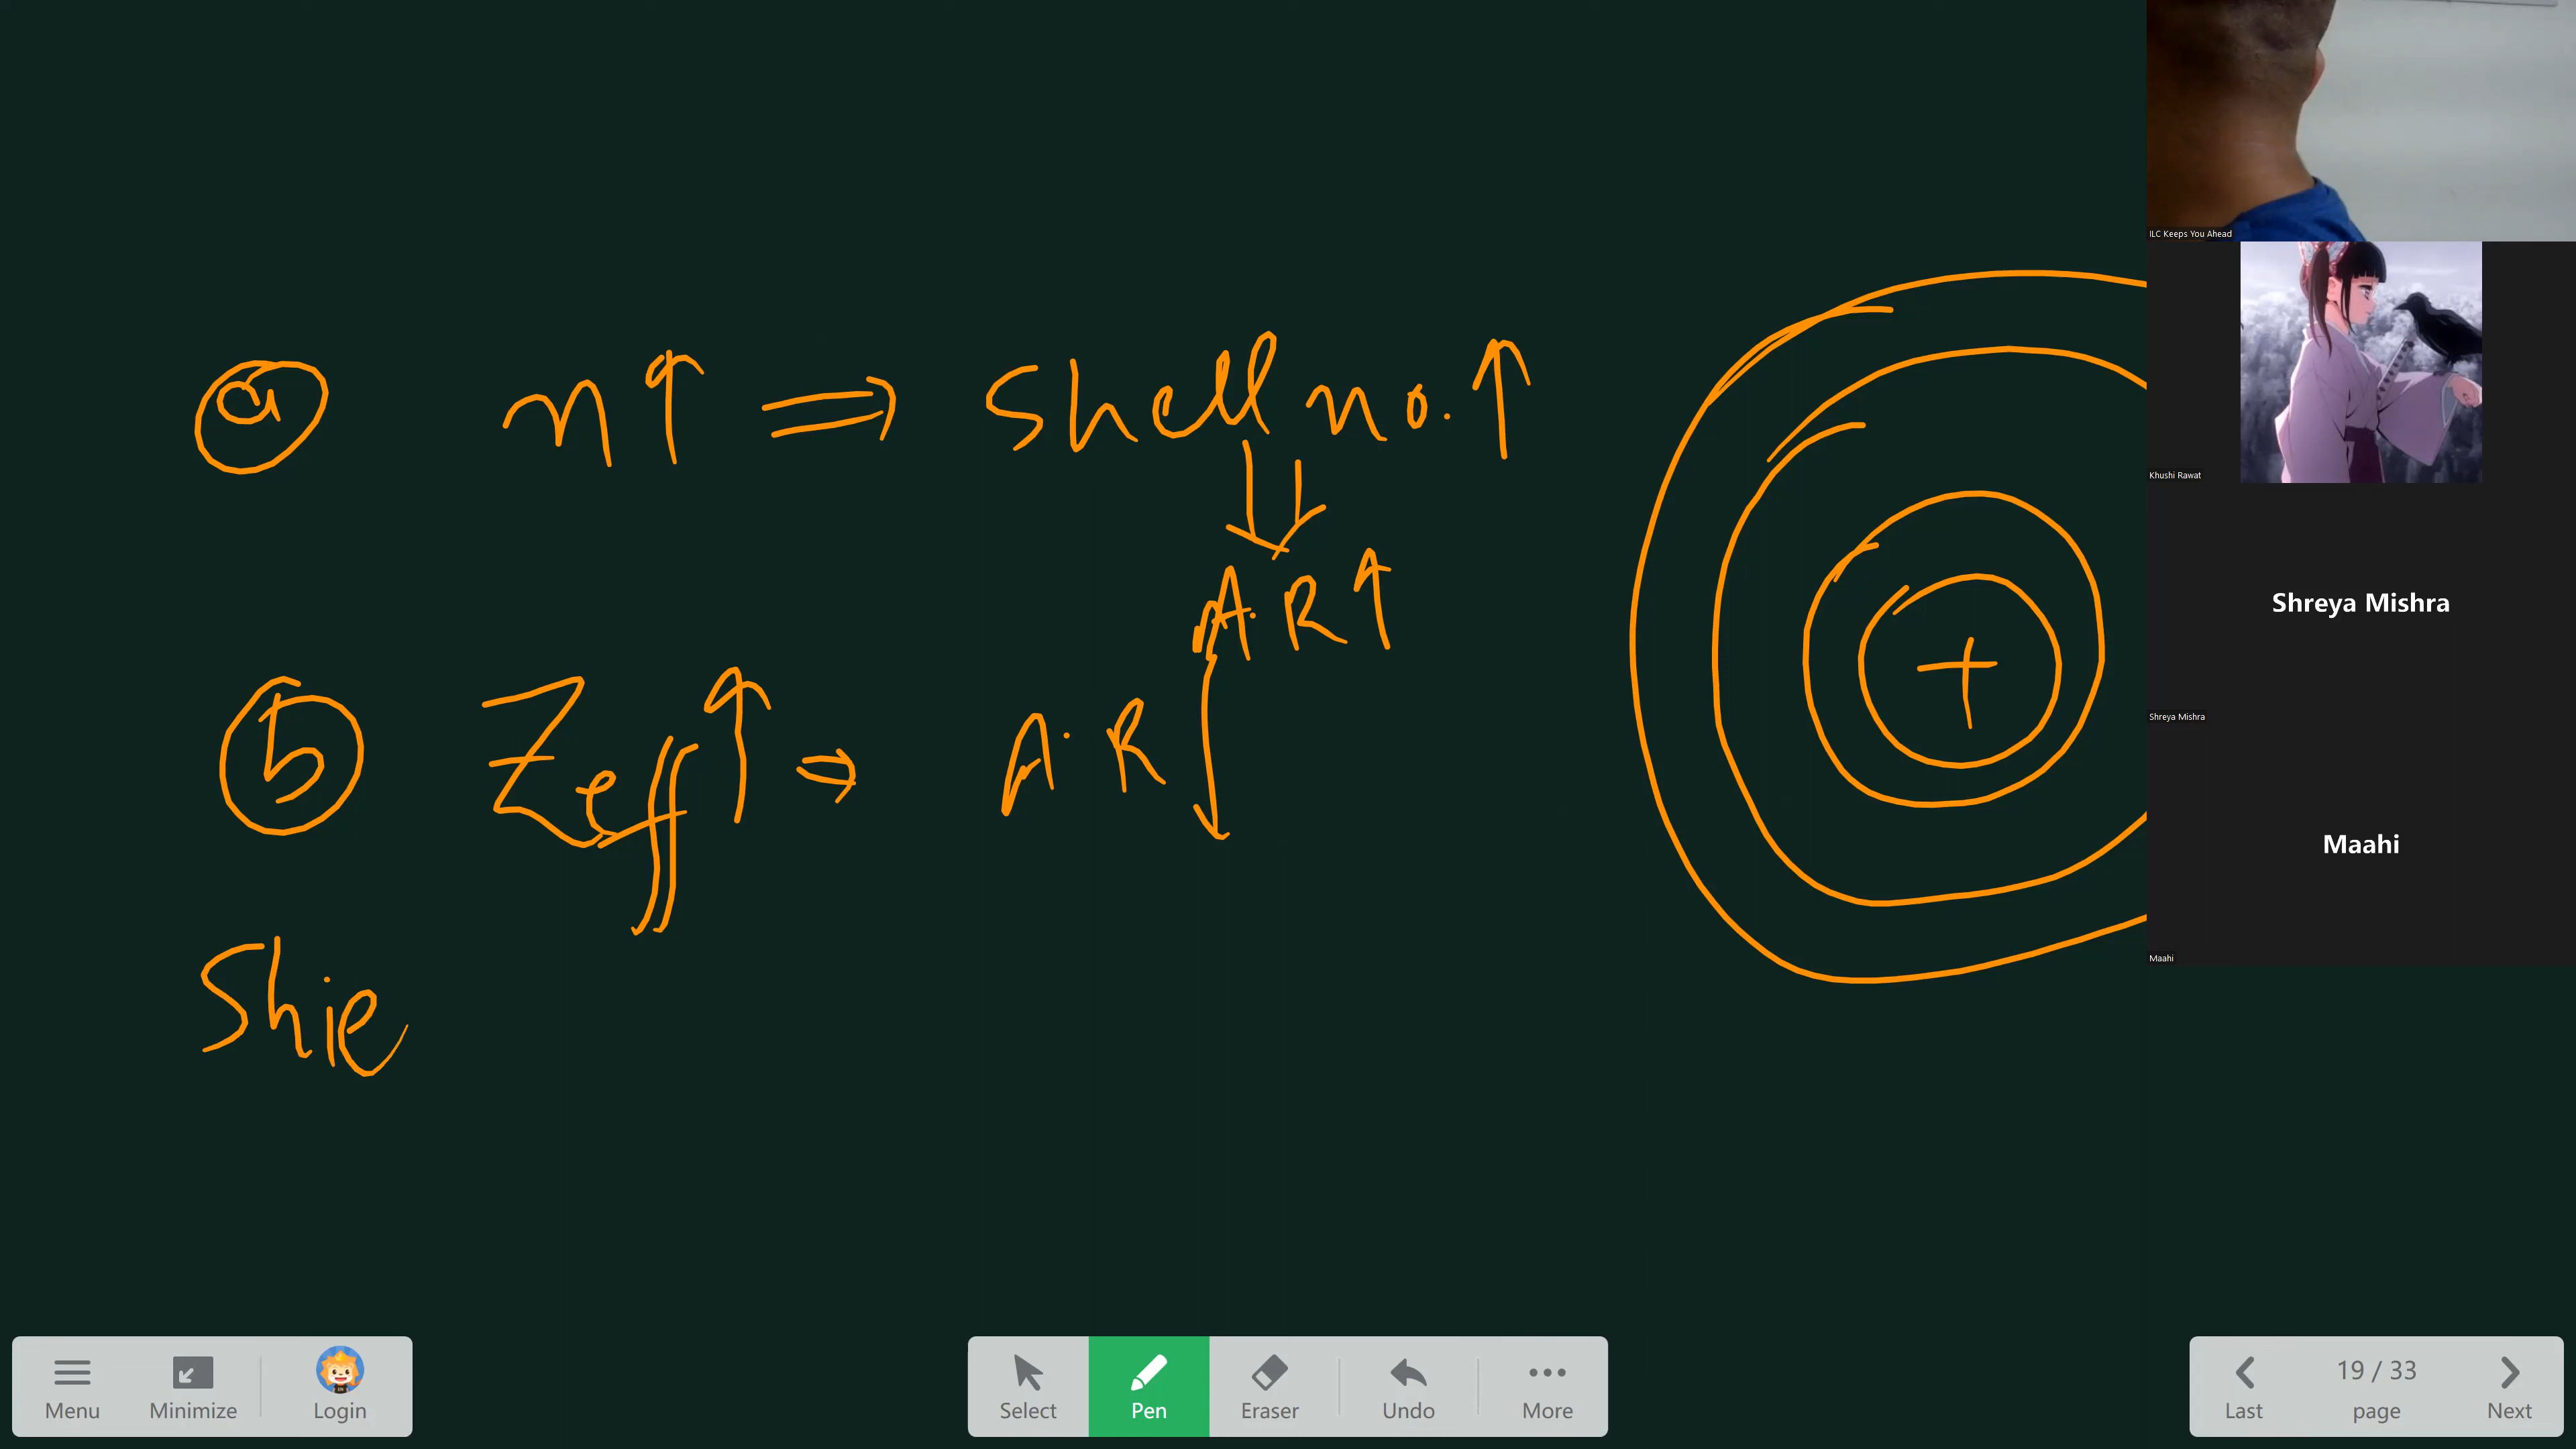 a n↑ ⇒ Shell no. ↑
A.R↑
b Zeff↑ ⇒ A.R↓
Shie
+
ILC Keeps You Ahead
Khushi Rawat
Shreya Mishra
Shreya Mishra
Maahi
Maahi
Menu Minimize Login
Select Pen Eraser Undo More
19 / 33
Last page Next